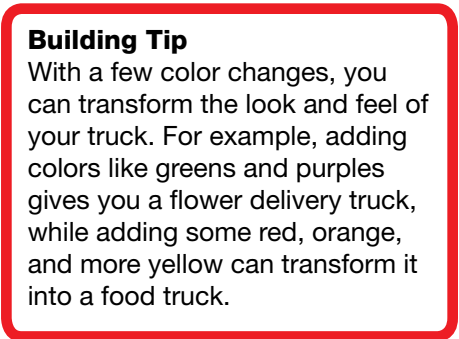 Building Tip
With a few color changes, you
can transform the look and feel of
your truck. For example, adding
colors like greens and purples
gives you a flower delivery truck,
while adding some red, orange,
and more yellow can transform it
into a food truck.